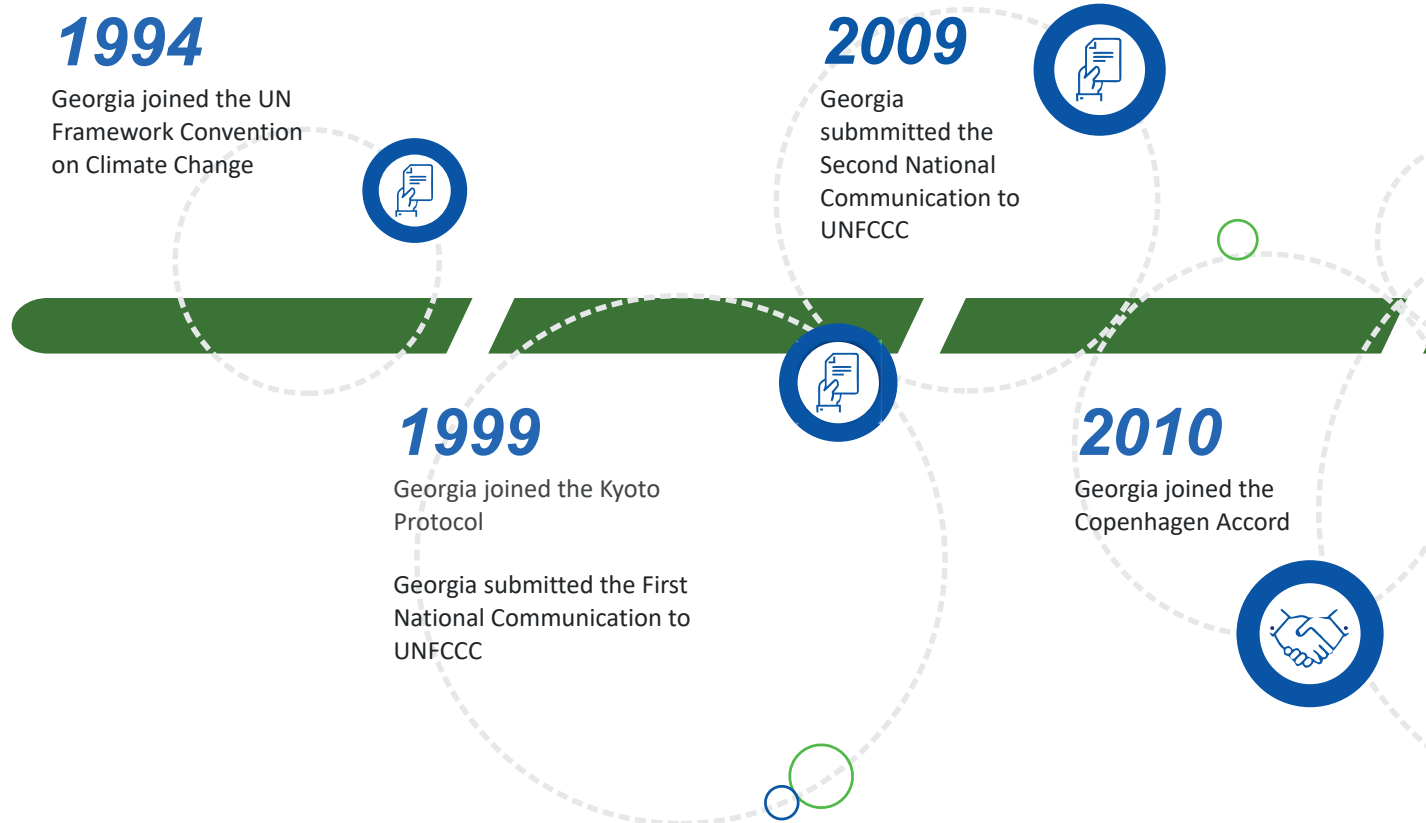 1994
Georgia joined the UN
Framework Convention
on Climate Change
1999
Georgia joined the Kyoto
Protocol
Georgia submitted the First
National Communication to
UNFCCC
2009
Georgia
submmitted the
Second National
Communication to
UNFCCC
2010
Georgia joined the
Copenhagen Accord